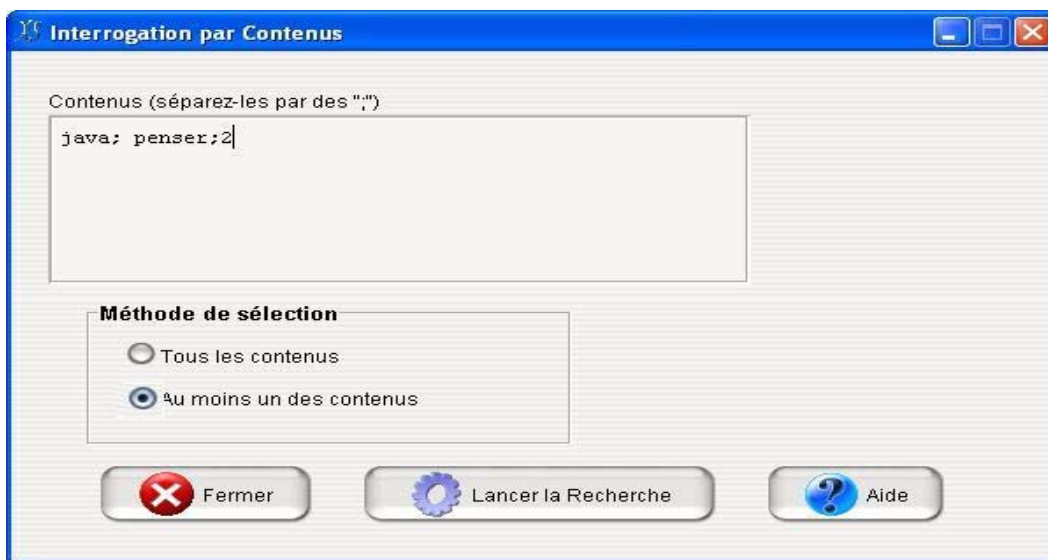 Interrogation par Contenus
Contenus (séparez-les par des ";")
java; penser;2
Méthode de sélection
Tous les contenus
Au moins un des contenus
Fermer
Lancer la Recherche
Aide